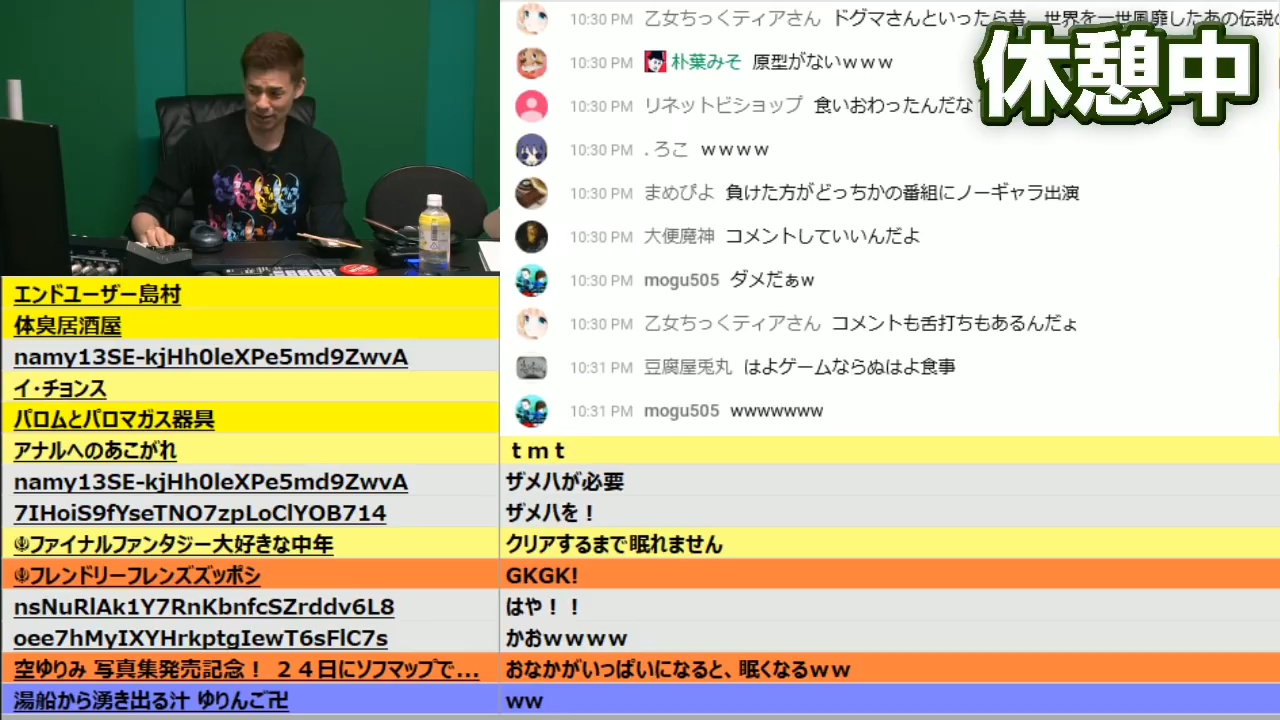 10:30 PM 乙女ちっくティアさん ドグマさんといったら昔、世界を一世風靡したあの伝説の
休憩中
10:30 PM 朴葉みそ 原型がないｗｗｗ
10:30 PM リネットビショップ 食いおわったんだな
10:30 PM . ろこ ｗｗｗｗ
10:30 PM まめぴよ 負けた方がどっちかの番組にノーギャラ出演
10:30 PM 大便魔神 コメントしていいんだよ
10:30 PM mogu505 ダメだぁw
10:30 PM 乙女ちっくティアさん コメントも舌打ちもあるんだょ
10:31 PM 豆腐屋兎丸 はよゲームならぬはよ食事
10:31 PM mogu505 wwwwwww
エンドユーザー島村
体臭居酒屋
namy13SE-kjHh0leXPe5md9ZwvA
イ・チョンス
パロムとパロマガス器具
アナルへのあこがれ ｔｍｔ
namy13SE-kjHh0leXPe5md9ZwvA ザメハが必要
7IHoiS9fYseTNO7zpLoClYOB714 ザメハを！
☬ファイナルファンタジー大好きな中年 クリアするまで眠れません
☬フレンドリーフレンズズッポシ GKGK!
nsNuRlAk1Y7RnKbnfcSZrddv6L8 はや！！
oee7hMyIXYHrkptgIewT6sFlC7s かおｗｗｗｗ
空ゆりみ 写真集発売記念！ ２４日にソフマップで... おなかがいっぱいになると、眠くなるｗｗ
湯船から湧き出る汁 ゆりんご卍 ww